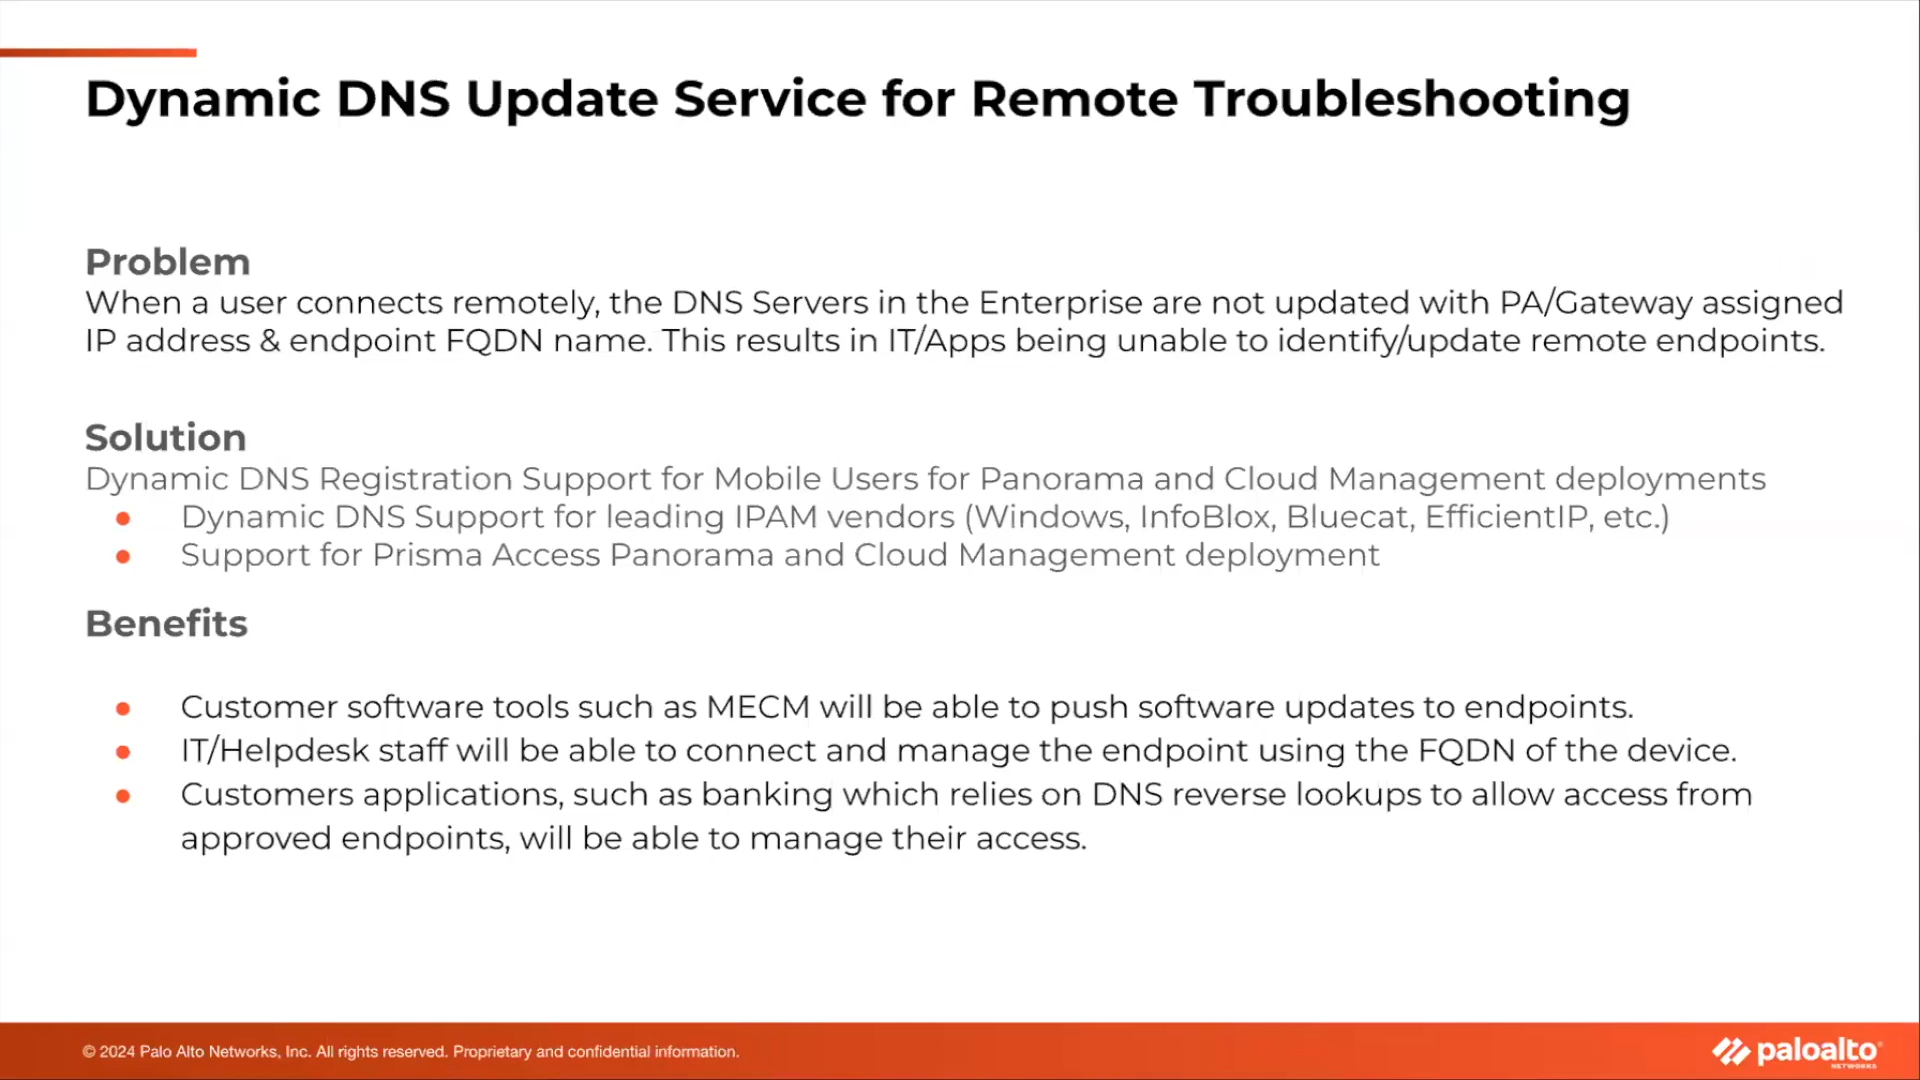 Dynamic DNS Update Service for Remote Troubleshooting
Problem
When a user connects remotely, the DNS Servers in the Enterprise are not updated with PA/Gateway assigned
IP address & endpoint FQDN name. This results in IT/Apps being unable to identify/update remote endpoints.
Solution
Dynamic DNS Registration Support for Mobile Users for Panorama and Cloud Management deployments
● Dynamic DNS Support for leading IPAM vendors (Windows, InfoBlox, Bluecat, EfficientIP, etc.)
● Support for Prisma Access Panorama and Cloud Management deployment
Benefits
● Customer software tools such as MECM will be able to push software updates to endpoints.
● IT/Helpdesk staff will be able to connect and manage the endpoint using the FQDN of the device.
● Customers applications, such as banking which relies on DNS reverse lookups to allow access from
approved endpoints, will be able to manage their access.
© 2024 Palo Alto Networks, Inc. All rights reserved. Proprietary and confidential information.
paloalto®
NETWORKS